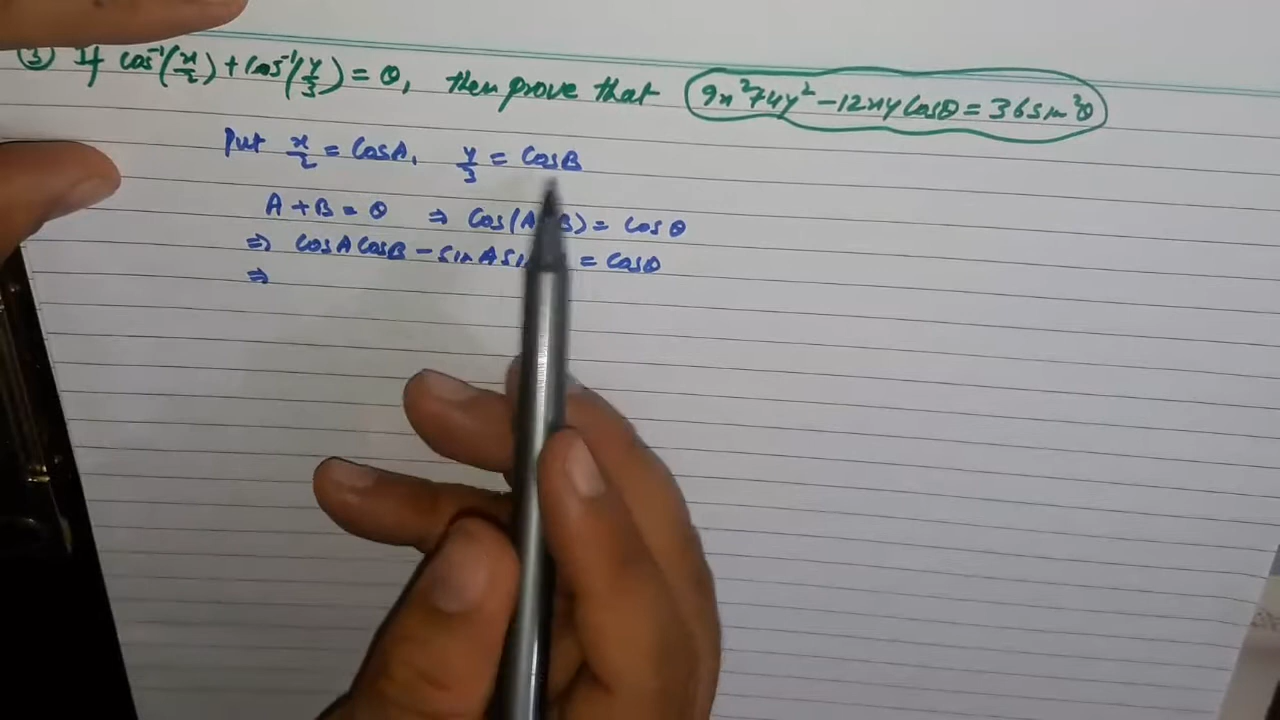 ③ If cos⁻¹(x/2) + cos⁻¹(y/3) = θ, then prove that 9x²+4y² - 12xy cosθ = 36 sin²θ
Put x/2 = cosA, y/3 = cosB
A + B = θ ⇒ cos(A B) = cosθ
⇒ cosA cosB - sinA = cosθ
⇒